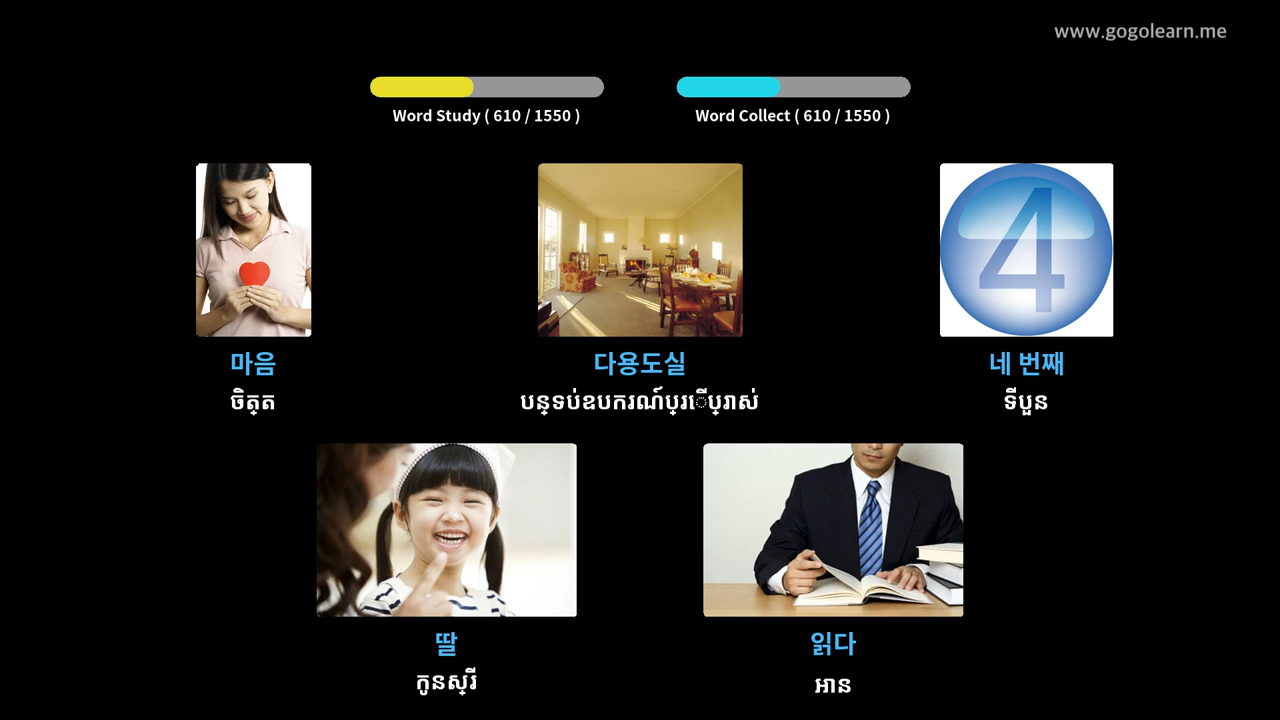 www.gogolearn.me
Word Study ( 610 / 1550 )
Word Collect ( 610 / 1550 )
마음
ចិត្ត
다용도실
បន្ទប់ឧបករណ៍ប្រើប្រាស់
4
네 번째
ទីបួន
딸
កូនស្រី
읽다
អាន